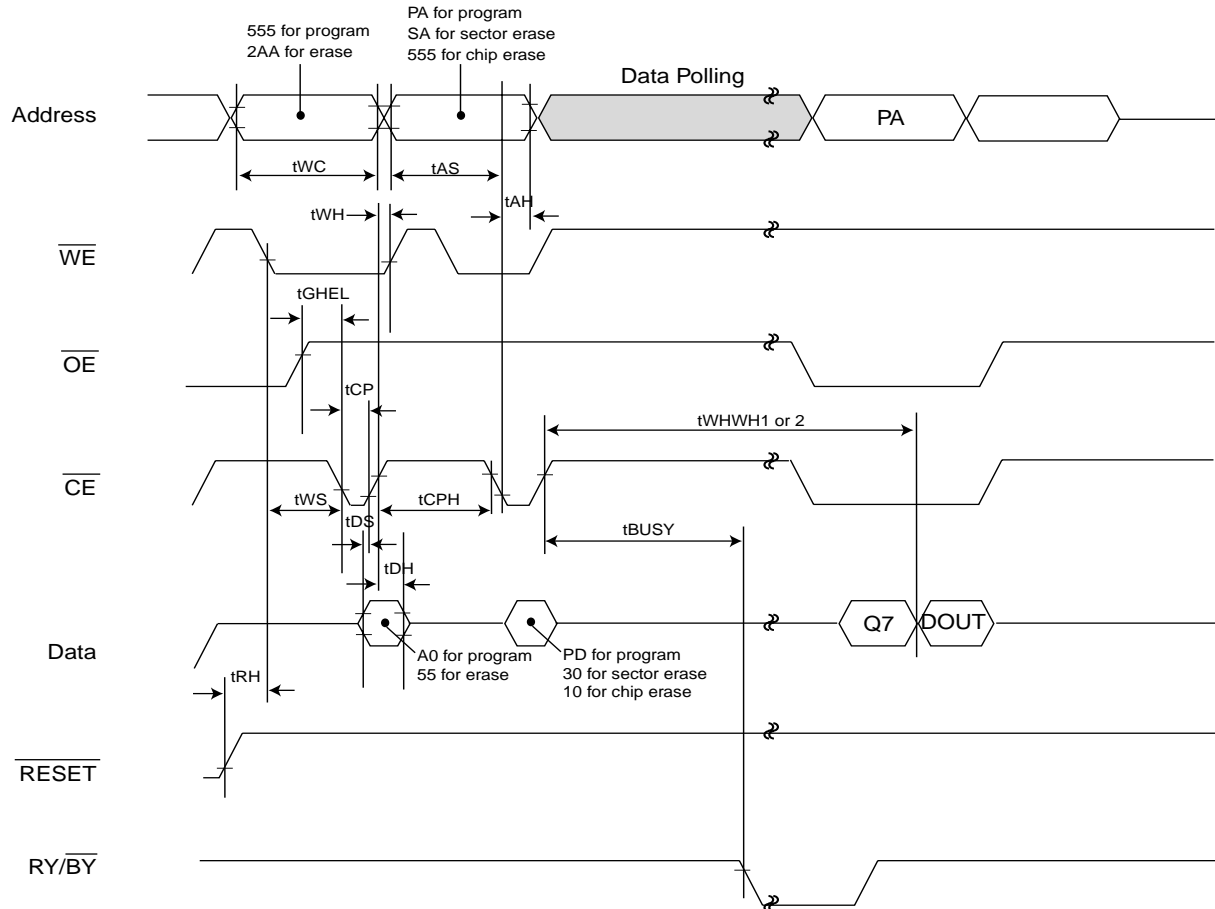 555 for program
2AA for erase
PA for program
SA for sector erase
555 for chip erase
Data Polling
Address
PA
tWC
tAS
tWH
tAH
WE
tGHEL
OE
tCP
tWHWH1 or 2
CE
tWS
tCPH
tDS
tBUSY
tDH
Data
Q7
DOUT
A0 for program
55 for erase
PD for program
30 for sector erase
10 for chip erase
tRH
RESET
RY/BY